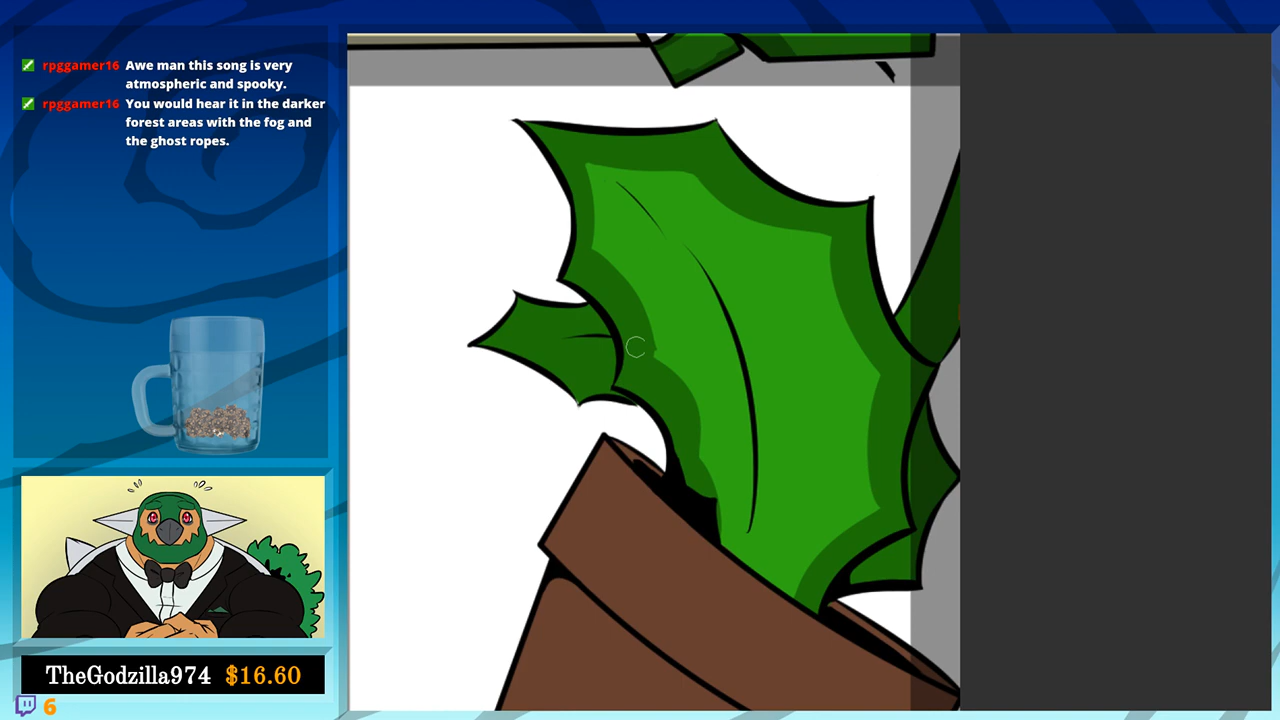 rpggamer16 Awe man this song is very
atmospheric and spooky.
rpggamer16 You would hear it in the darker
forest areas with the fog and
the ghost ropes.
TheGodzilla974 $16.60
6